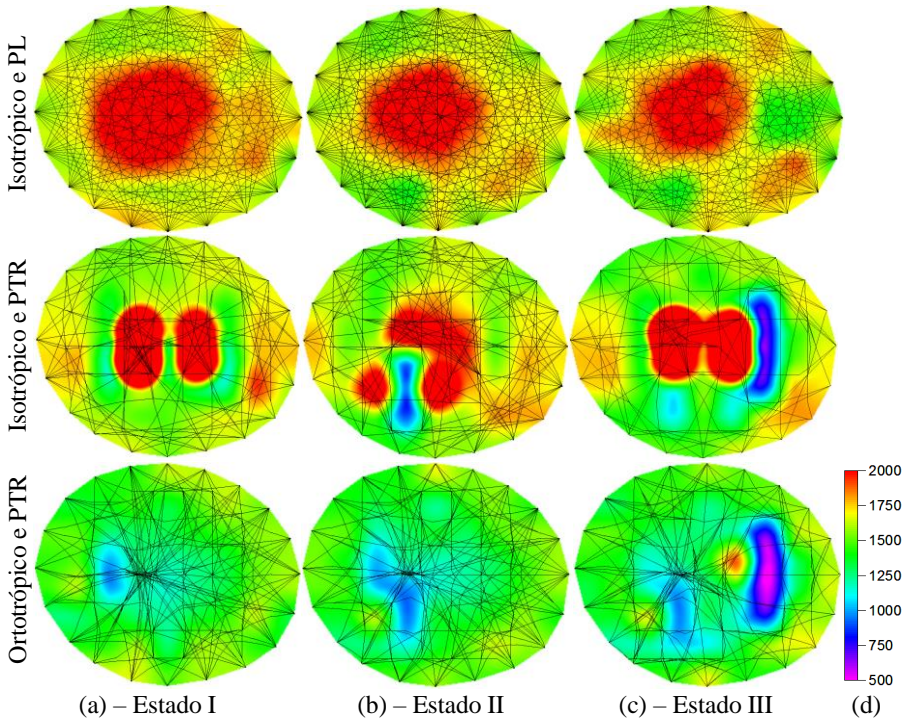 Isotrópico e PL
Isotrópico e PTR
Ortotrópico e PTR
2000
1750
1500
1250
1000
750
500
(a) – Estado I
(b) – Estado II
(c) – Estado III
(d)